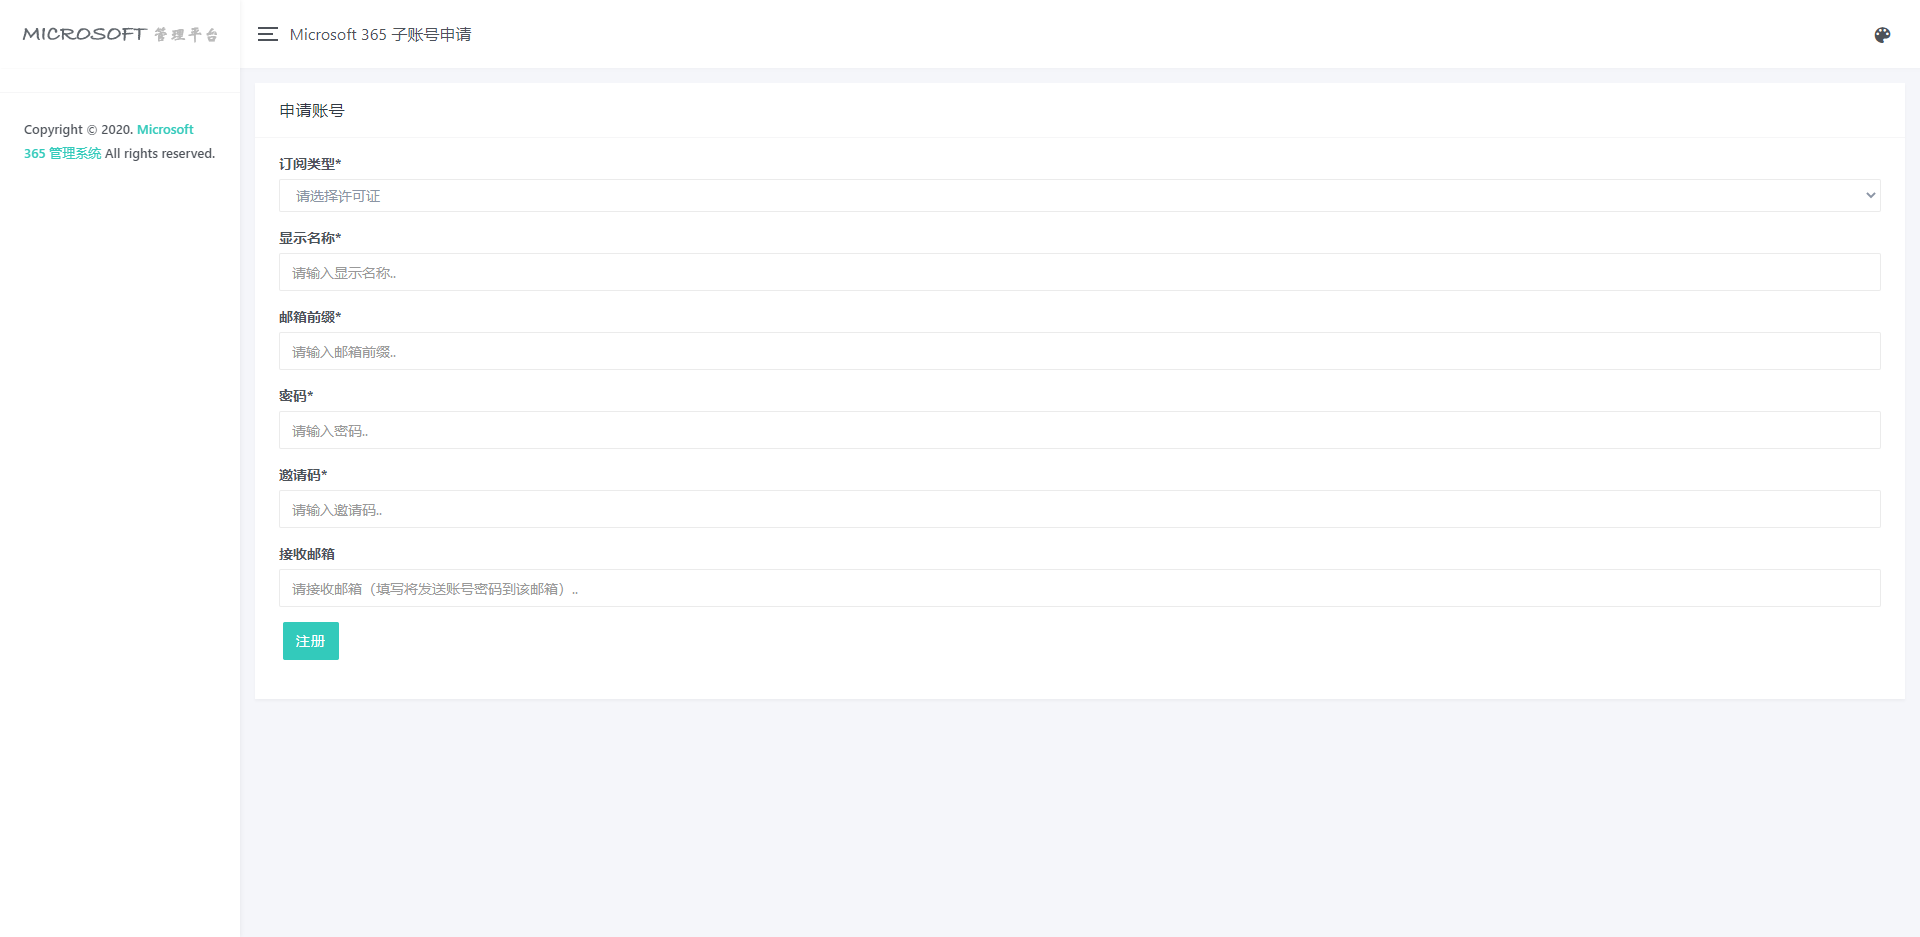 MICROSOFT 管理平台
Microsoft 365 子账号申请
Copyright © 2020. Microsoft
365 管理系统 All rights reserved.
申请账号
订阅类型*
请选择许可证
显示名称*
请输入显示名称..
邮箱前缀*
请输入邮箱前缀..
密码*
请输入密码..
邀请码*
请输入邀请码..
接收邮箱
请接收邮箱（填写将发送账号密码到该邮箱）..
注册